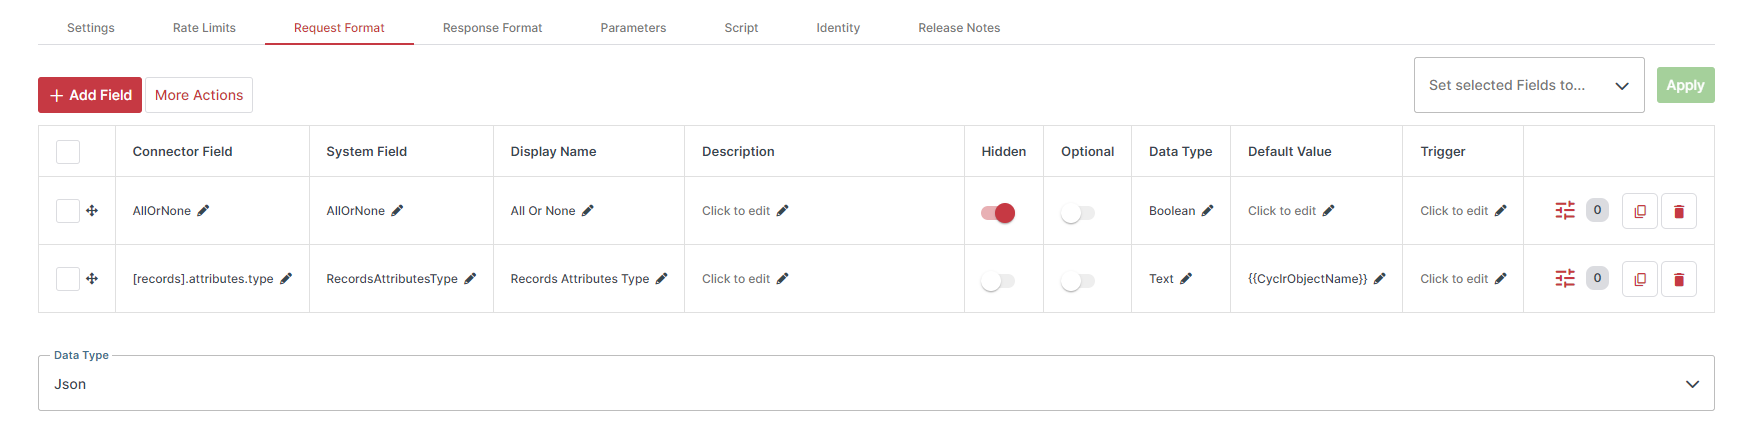 Settings Rate Limits Request Format Response Format Parameters Script Identity Release Notes
+ Add Field More Actions Set selected Fields to... Apply
Connector Field System Field Display Name Description Hidden Optional Data Type Default Value Trigger
AllOrNone AllOrNone All Or None Click to edit Boolean Click to edit Click to edit 0
[records].attributes.type RecordsAttributesType Records Attributes Type Click to edit Text {{CyclrObjectName}} Click to edit 0
Data Type
Json